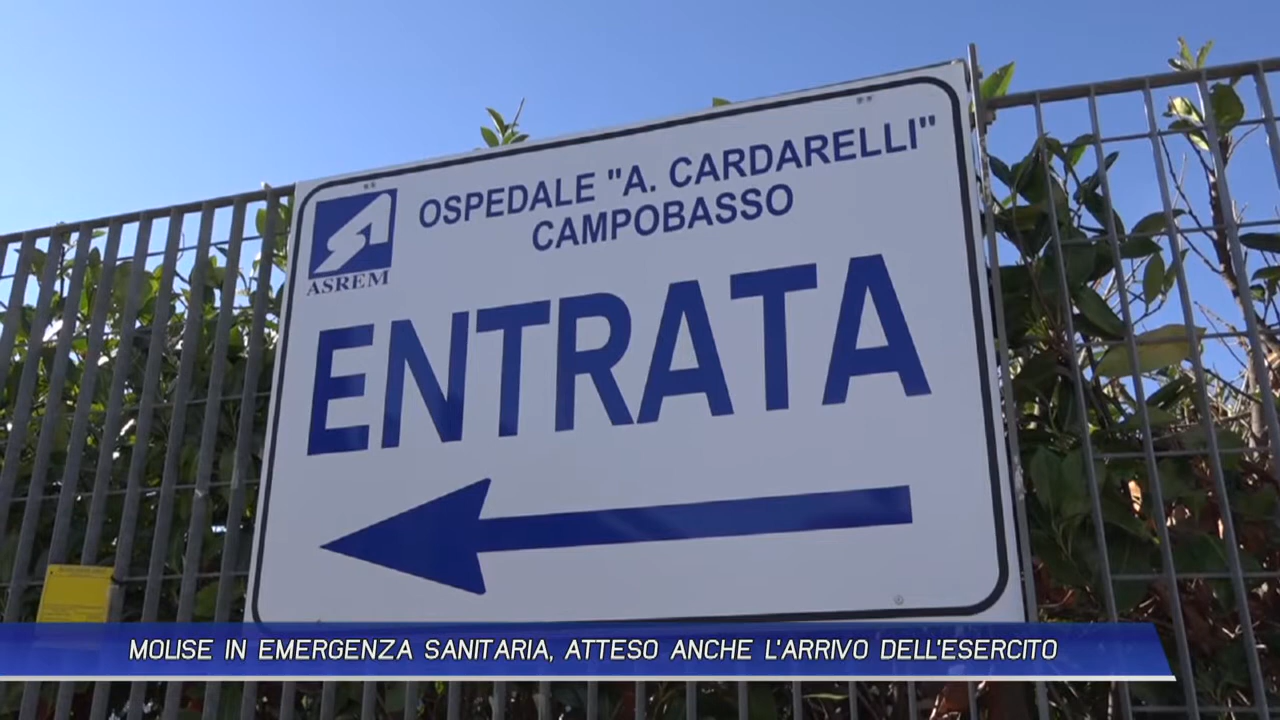 OSPEDALE "A. CARDARELLI"
CAMPOBASSO
ASREM
ENTRATA
MOLISE IN EMERGENZA SANITARIA, ATTESO ANCHE L'ARRIVO DELL'ESERCITO